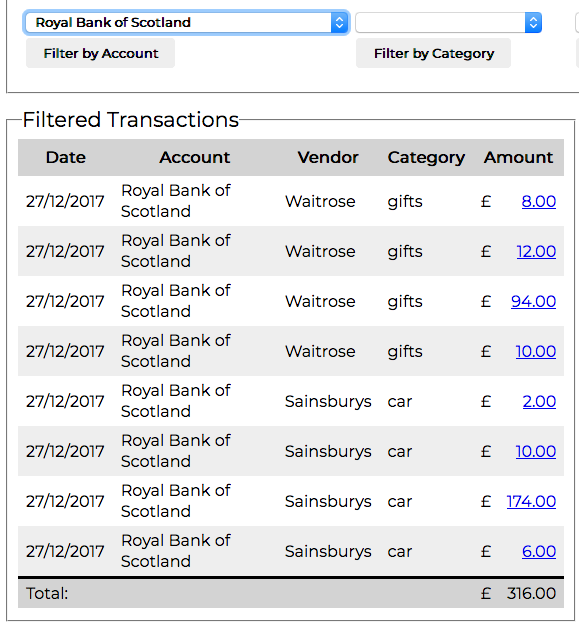 Royal Bank of Scotland
Filter by Account Filter by Category
Filtered Transactions
Date Account Vendor Category Amount
27/12/2017 Royal Bank of Scotland Waitrose gifts £ 8.00
27/12/2017 Royal Bank of Scotland Waitrose gifts £ 12.00
27/12/2017 Royal Bank of Scotland Waitrose gifts £ 94.00
27/12/2017 Royal Bank of Scotland Waitrose gifts £ 10.00
27/12/2017 Royal Bank of Scotland Sainsburys car £ 2.00
27/12/2017 Royal Bank of Scotland Sainsburys car £ 10.00
27/12/2017 Royal Bank of Scotland Sainsburys car £ 174.00
27/12/2017 Royal Bank of Scotland Sainsburys car £ 6.00
Total: £ 316.00